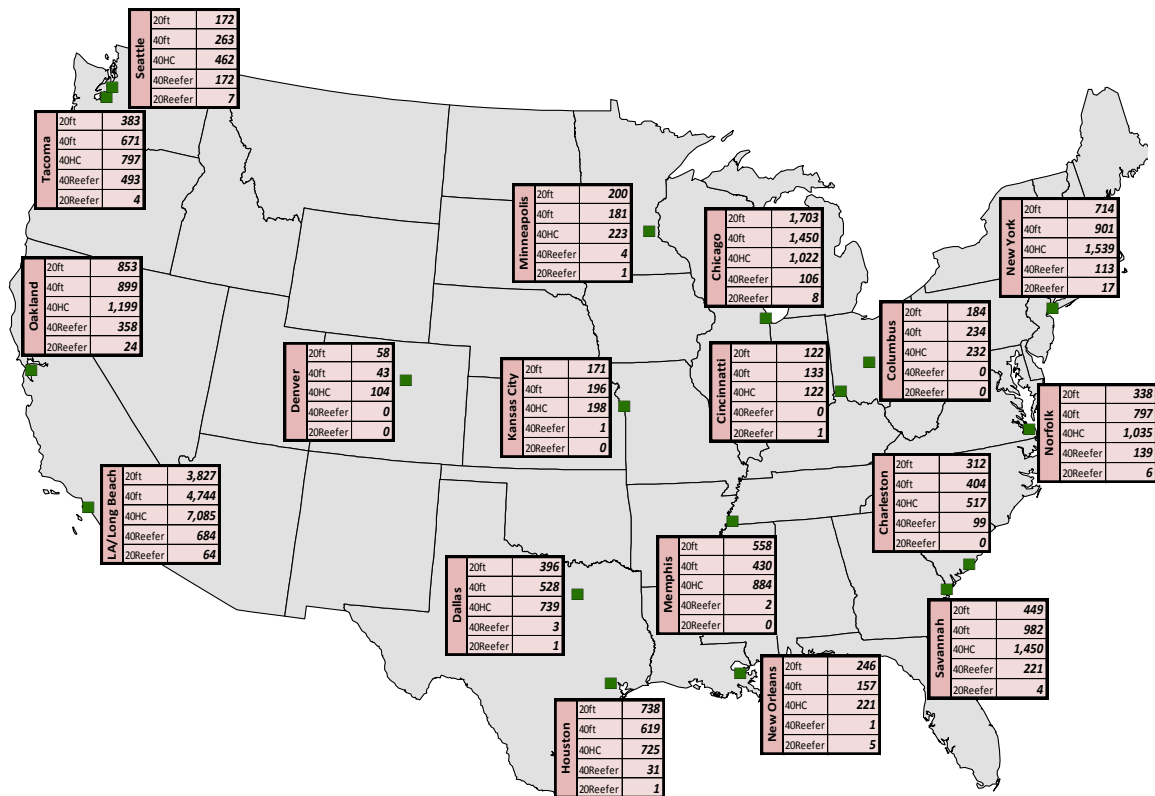 Seattle
20ft 172
40ft 263
40HC 462
40Reefer 172
20Reefer 7
Tacoma
20ft 383
40ft 671
40HC 797
40Reefer 493
20Reefer 4
Minneapolis
20ft 200
40ft 181
40HC 223
40Reefer 4
20Reefer 1
Chicago
20ft 1,703
40ft 1,450
40HC 1,022
40Reefer 106
20Reefer 8
New York
20ft 714
40ft 901
40HC 1,539
40Reefer 113
20Reefer 17
Oakland
20ft 853
40ft 899
40HC 1,199
40Reefer 358
20Reefer 24
Denver
20ft 58
40ft 43
40HC 104
40Reefer 0
20Reefer 0
Kansas City
20ft 171
40ft 196
40HC 198
40Reefer 1
20Reefer 0
Cincinnatti
20ft 122
40ft 133
40HC 122
40Reefer 0
20Reefer 1
Columbus
20ft 184
40ft 234
40HC 232
40Reefer 0
20Reefer 0
Norfolk
20ft 338
40ft 797
40HC 1,035
40Reefer 139
20Reefer 6
LA/Long Beach
20ft 3,827
40ft 4,744
40HC 7,085
40Reefer 684
20Reefer 64
Charleston
20ft 312
40ft 404
40HC 517
40Reefer 99
20Reefer 0
Dallas
20ft 396
40ft 528
40HC 739
40Reefer 3
20Reefer 1
Memphis
20ft 558
40ft 430
40HC 884
40Reefer 2
20Reefer 0
Savannah
20ft 449
40ft 982
40HC 1,450
40Reefer 221
20Reefer 4
New Orleans
20ft 246
40ft 157
40HC 221
40Reefer 1
20Reefer 5
Houston
20ft 738
40ft 619
40HC 725
40Reefer 31
20Reefer 1